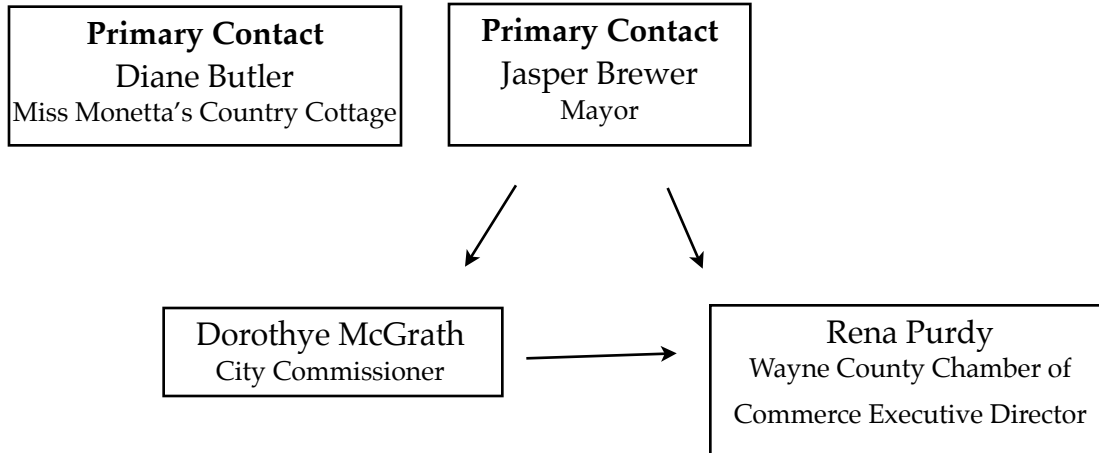 Primary Contact
Diane Butler
Miss Monetta’s Country Cottage
Primary Contact
Jasper Brewer
Mayor
Dorothye McGrath
City Commissioner
Rena Purdy
Wayne County Chamber of
Commerce Executive Director